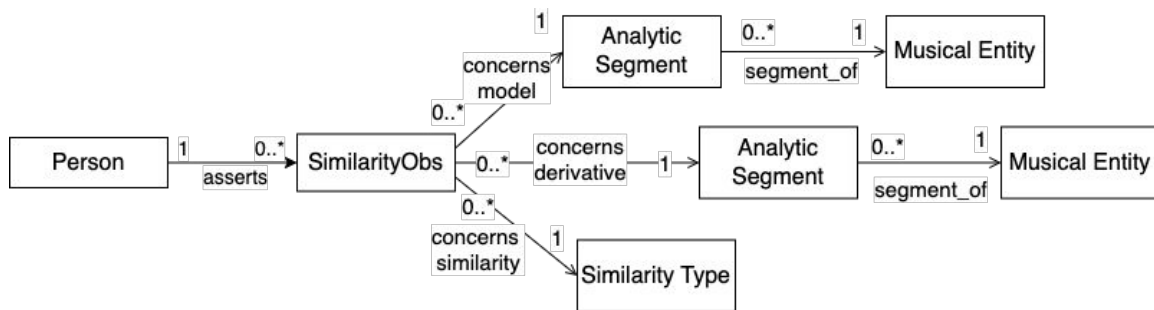 1
Analytic
Segment
0..*
1
segment_of
Musical Entity
concerns
model
0..*
Person
1
0..*
asserts
SimilarityObs
0..*
concerns
derivative
1
Analytic
Segment
0..*
1
segment_of
Musical Entity
0..*
concerns
similarity
1
Similarity Type